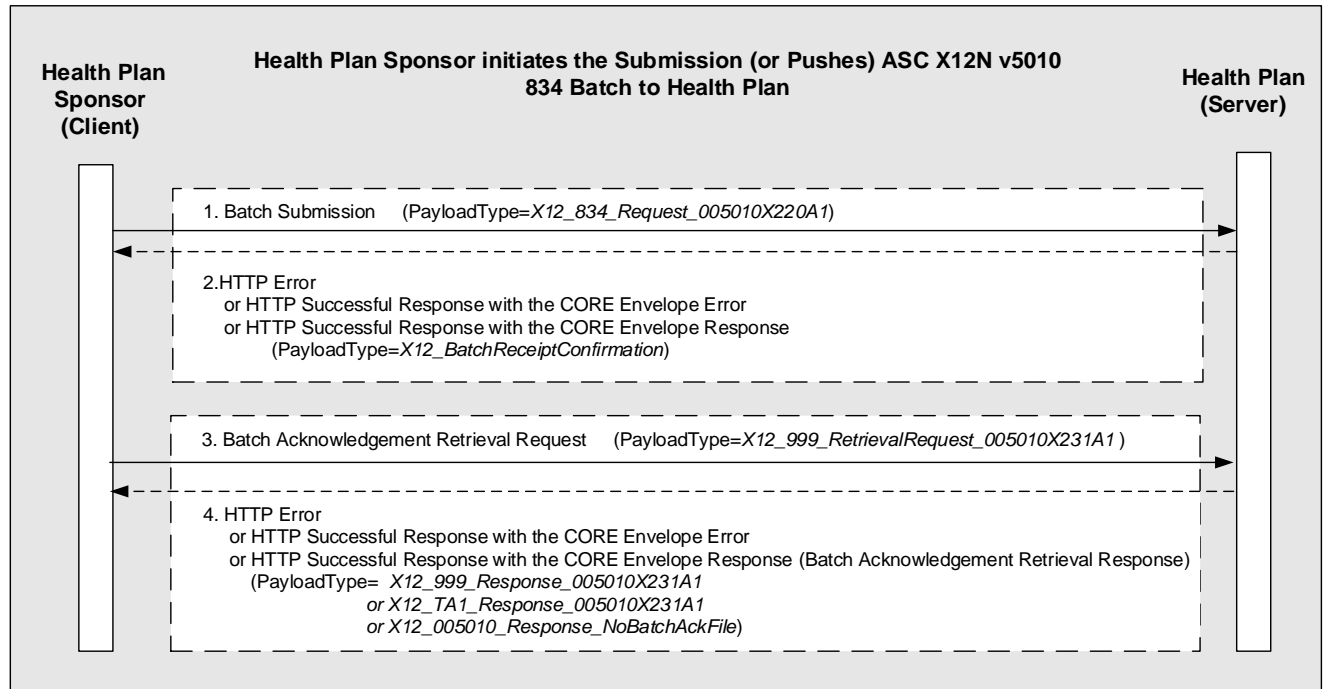 Health Plan Sponsor initiates the Submission (or Pushes) ASC X12N v5010
834 Batch to Health Plan
Health Plan
Sponsor
(Client)
Health Plan
(Server)
1. Batch Submission (PayloadType=X12_834_Request_005010X220A1)
2.HTTP Error
or HTTP Successful Response with the CORE Envelope Error
or HTTP Successful Response with the CORE Envelope Response
(PayloadType=X12_BatchReceiptConfirmation)
3. Batch Acknowledgement Retrieval Request (PayloadType=X12_999_RetrievalRequest_005010X231A1 )
4. HTTP Error
or HTTP Successful Response with the CORE Envelope Error
or HTTP Successful Response with the CORE Envelope Response (Batch Acknowledgement Retrieval Response)
(PayloadType= X12_999_Response_005010X231A1
or X12_TA1_Response_005010X231A1
or X12_005010_Response_NoBatchAckFile)